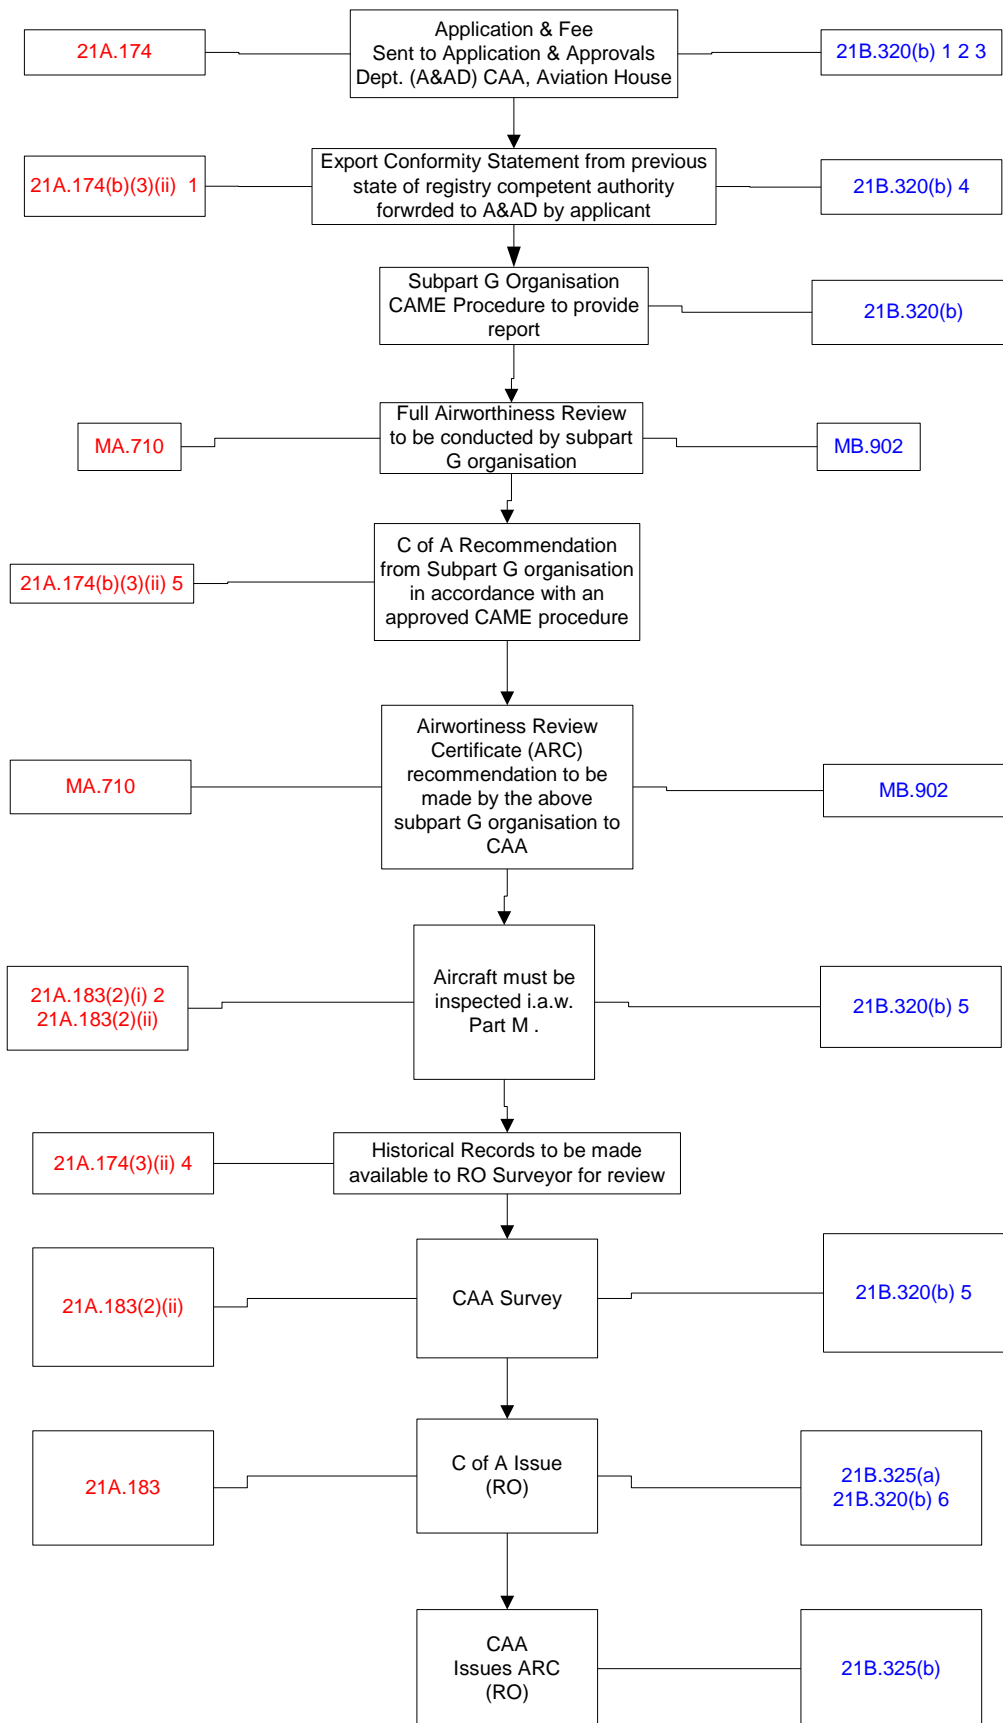 21A.174
Application & Fee
Sent to Application & Approvals
Dept. (A&AD) CAA, Aviation House
21B.320(b) 1 2 3
21A.174(b)(3)(ii)  1
Export Conformity Statement from previous
state of registry competent authority
forwrded to A&AD by applicant
21B.320(b) 4
Subpart G Organisation
CAME Procedure to provide
report
21B.320(b)
MA.710
Full Airworthiness Review
to be conducted by subpart
G organisation
MB.902
21A.174(b)(3)(ii) 5
C of A Recommendation
from Subpart G organisation
in accordance with an
approved CAME procedure
MA.710
Airwortiness Review
Certificate (ARC)
recommendation to be
made by the above
subpart G organisation to
CAA
MB.902
21A.183(2)(i) 2
21A.183(2)(ii)
Aircraft must be
inspected i.a.w.
Part M .
21B.320(b) 5
21A.174(3)(ii) 4
Historical Records to be made
available to RO Surveyor for review
21A.183(2)(ii)
CAA Survey
21B.320(b) 5
21A.183
C of A Issue
(RO)
21B.325(a)
21B.320(b) 6
CAA
Issues ARC
(RO)
21B.325(b)